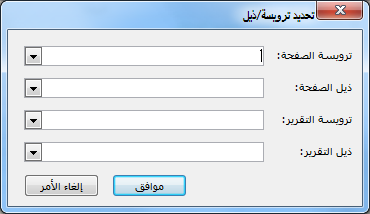 تحديد ترويسة/ذيل
ترويسة الصفحة:
ذيل الصفحة:
ترويسة التقرير:
ذيل التقرير:
موافق
إلغاء الأمر